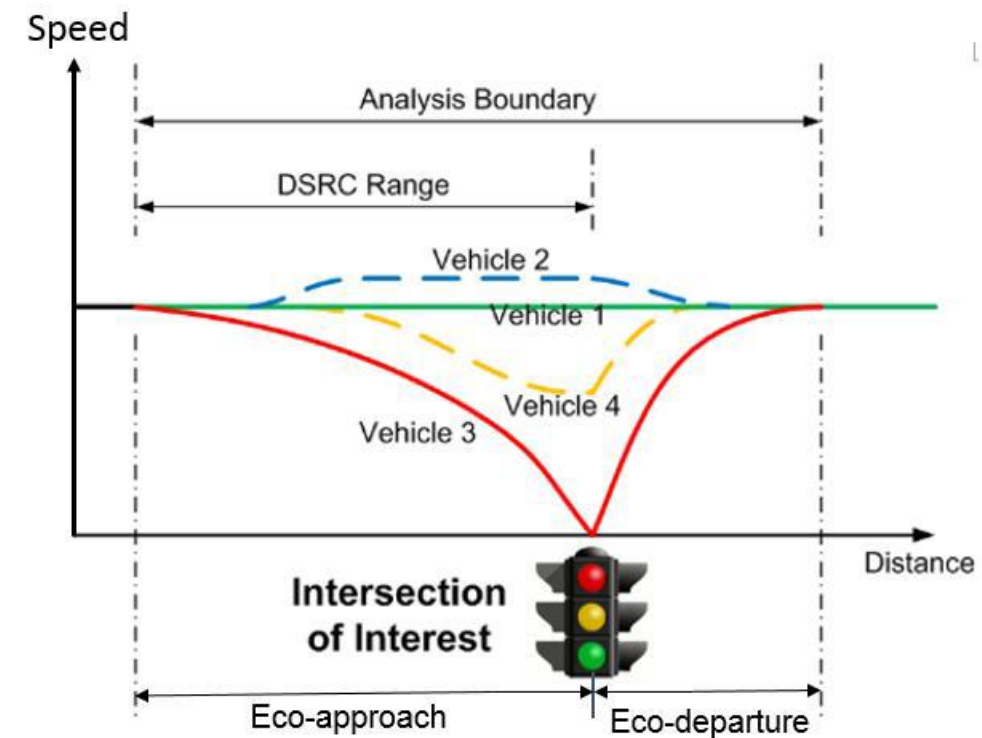 Speed
Analysis Boundary
DSRC Range
Vehicle 2
Vehicle 1
Vehicle 4
Vehicle 3
Distance
Intersection
of Interest
Eco-approach
Eco-departure